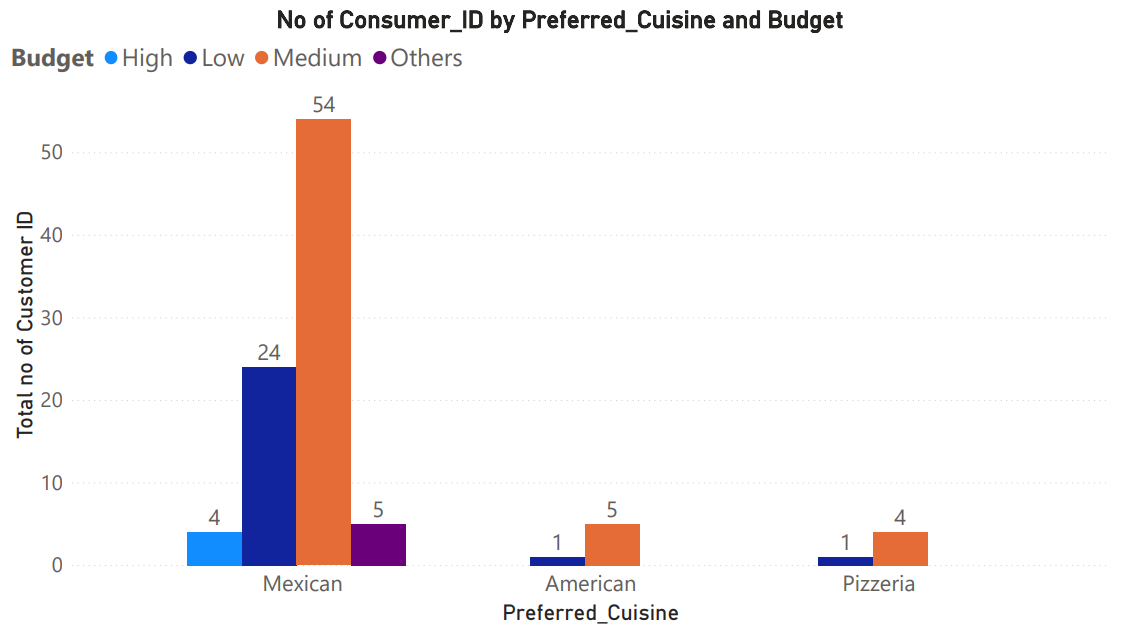 No of Consumer_ID by Preferred_Cuisine and Budget
Budget High Low Medium Others
Total no of Customer ID
50
40
30
20
10
0
54
24
4
5
1
5
1
4
Mexican American Pizzeria
Preferred_Cuisine